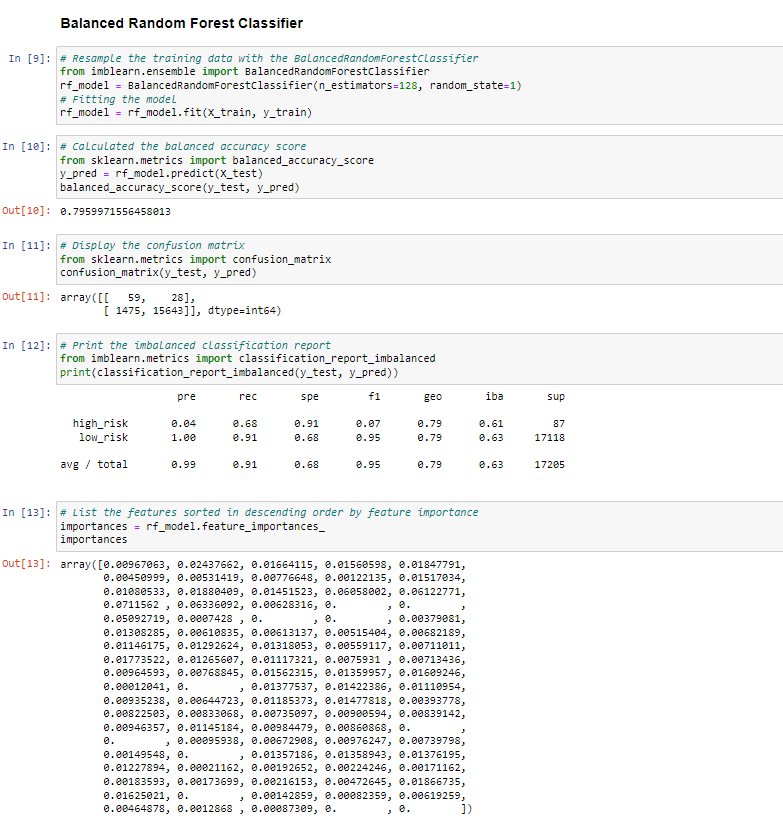 Balanced Random Forest Classifier
In [9]: # Resample the training data with the BalancedRandomForestClassifier
from imblearn.ensemble import BalancedRandomForestClassifier
rf_model = BalancedRandomForestClassifier(n_estimators=128, random_state=1)
# Fitting the model
rf_model = rf_model.fit(X_train, y_train)
In [10]: # Calculated the balanced accuracy score
from sklearn.metrics import balanced_accuracy_score
y_pred = rf_model.predict(X_test)
balanced_accuracy_score(y_test, y_pred)
Out[10]: 0.7959971556458013
In [11]: # Display the confusion matrix
from sklearn.metrics import confusion_matrix
confusion_matrix(y_test, y_pred)
Out[11]: array([[   59,    28],
[ 1475, 15643]], dtype=int64)
In [12]: # Print the imbalanced classification report
from imblearn.metrics import classification_report_imbalanced
print(classification_report_imbalanced(y_test, y_pred))
pre rec spe f1 geo iba sup
high_risk 0.04 0.68 0.91 0.07 0.79 0.61 87
low_risk 1.00 0.91 0.68 0.95 0.79 0.63 17118
avg / total 0.99 0.91 0.68 0.95 0.79 0.63 17205
In [13]: # List the features sorted in descending order by feature importance
importances = rf_model.feature_importances_
importances
Out[13]: array([0.00967063, 0.02437662, 0.01664115, 0.01560598, 0.01847791,
0.00450999, 0.00531419, 0.00776648, 0.00122135, 0.01517034,
0.01080533, 0.01880409, 0.01451523, 0.06058002, 0.06122771,
0.0711562 , 0.06336092, 0.00628316, 0.        , 0.        ,
0.05092719, 0.0007428 , 0.        , 0.        , 0.00379081,
0.01308285, 0.00610835, 0.00613137, 0.00515404, 0.00682189,
0.01146175, 0.01292624, 0.01318053, 0.00559117, 0.00711011,
0.01773522, 0.01265607, 0.01117321, 0.0075931 , 0.00713436,
0.00964593, 0.00768845, 0.01562315, 0.01359957, 0.01609246,
0.00012041, 0.        , 0.01377537, 0.01422386, 0.01110954,
0.00935238, 0.00644723, 0.01185373, 0.01477818, 0.00393778,
0.00822503, 0.00833068, 0.00735097, 0.00900594, 0.00839142,
0.00946357, 0.01145184, 0.00984479, 0.00860868, 0.        ,
0.        , 0.00095938, 0.00672908, 0.00976247, 0.00739798,
0.00149548, 0.        , 0.01357186, 0.01358943, 0.01376195,
0.01227894, 0.00021162, 0.00192652, 0.00224246, 0.00171162,
0.00183593, 0.00173699, 0.00216153, 0.00472645, 0.01866735,
0.01625021, 0.        , 0.00142859, 0.00082359, 0.00619259,
0.00464878, 0.0012868 , 0.00087309, 0.        , 0.        ])